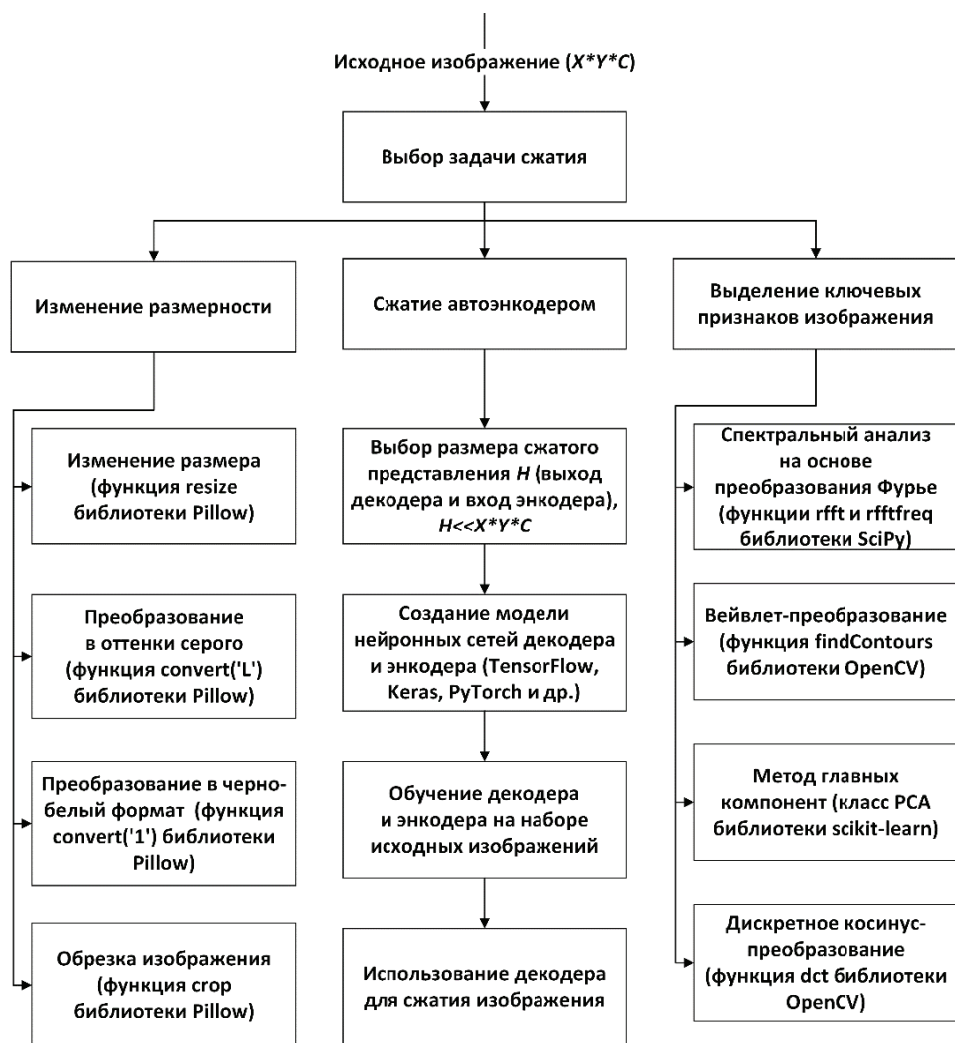 Исходное изображение (X*Y*C)
Выбор задачи сжатия
Изменение размерности
Сжатие автоэнкодером
Выделение ключевых
признаков изображения
Изменение размера
(функция resize
библиотеки Pillow)
Преобразование
в оттенки серого
(функция convert('L')
библиотеки Pillow)
Преобразование в черно-
белый формат (функция
convert('1') библиотеки
Pillow)
Обрезка изображения
(функция crop
библиотеки Pillow)
Выбор размера сжатого
представления H (выход
декодера и вход энкодера),
H<<X*Y*C
Создание модели
нейронных сетей декодера
и энкодера (TensorFlow,
Keras, PyTorch и др.)
Обучение декодера
и энкодера на наборе
исходных изображений
Использование декодера
для сжатия изображения
Спектральный анализ
на основе
преобразования Фурье
(функции rfft и rfftfreq
библиотеки SciPy)
Вейвлет-преобразование
(функция findContours
библиотеки OpenCV)
Метод главных
компонент (класс PCA
библиотеки scikit-learn)
Дискретное косинус-
преобразование
(функция dct библиотеки
OpenCV)